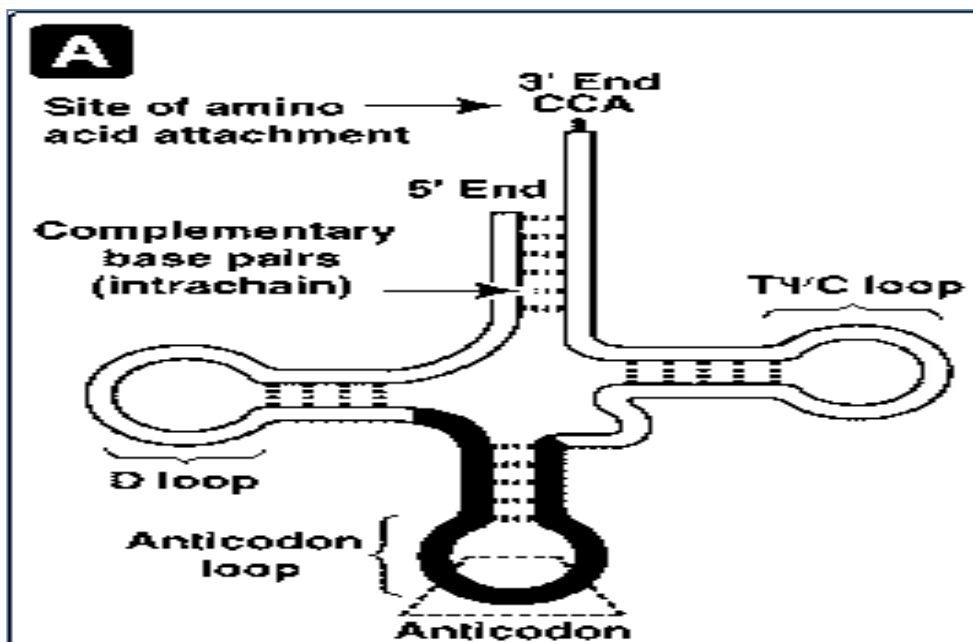 A
3' End
CCA
Site of amino
acid attachment
5' End
Complementary
base pairs
(intrachain)
TΨC loop
D loop
Anticodon
loop
Anticodon